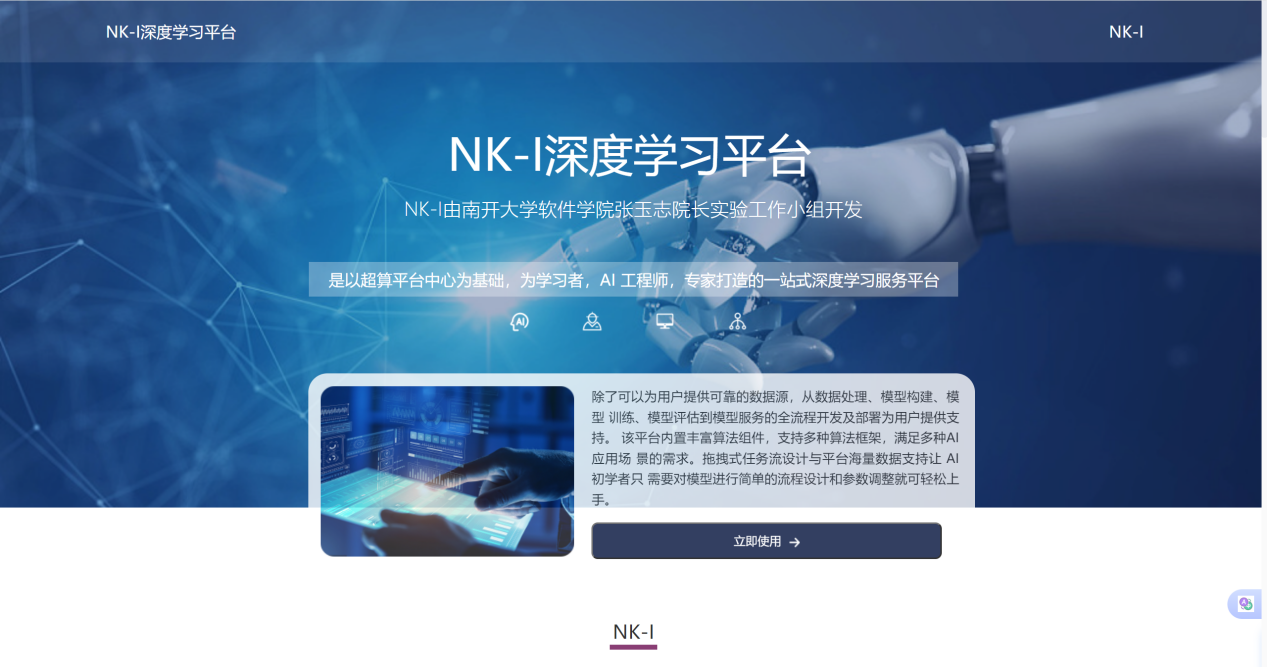 NK-I深度学习平台
NK-I
NK-I深度学习平台
NK-I由南开大学软件学院张玉志院长实验工作小组开发
是以超算平台中心为基础，为学习者，AI 工程师，专家打造的一站式深度学习服务平台
AI
除了可以为用户提供可靠的数据源，从数据处理、模型构建、模
型 训练、模型评估到模型服务的全流程开发及部署为用户提供支
持。 该平台内置丰富算法组件，支持多种算法框架，满足多种AI
应用场 景的需求。拖拽式任务流设计与平台海量数据支持让 AI
初学者只 需要对模型进行简单的流程设计和参数调整就可轻松上
手。
立即使用 →
NK-I